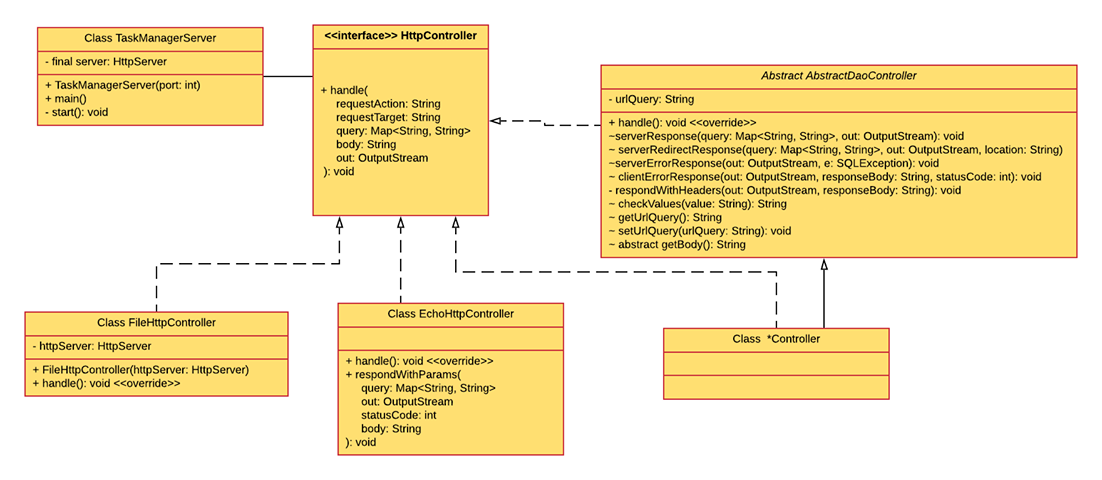 Class TaskManagerServer
- final server: HttpServer
+ TaskManagerServer(port: int)
+ main()
- start(): void
<<interface>> HttpController
+ handle(
requestAction: String
requestTarget: String
query: Map<String, String>
body: String
out: OutputStream
): void
Abstract AbstractDaoController
- urlQuery: String
+ handle(): void <<override>>
~serverResponse(query: Map<String, String>, out: OutputStream): void
~ serverRedirectResponse(query: Map<String, String>, out: OutputStream, location: String)
~serverErrorResponse(out: OutputStream, e: SQLException): void
~ clientErrorResponse(out: OutputStream, responseBody: String, statusCode: int): void
- respondWithHeaders(out: OutputStream, responseBody: String): void
~ checkValues(value: String): String
~ getUrlQuery(): String
~ setUrlQuery(urlQuery: String): void
~ abstract getBody(): String
Class FileHttpController
- httpServer: HttpServer
+ FileHttpController(httpServer: HttpServer)
+ handle(): void <<override>>
Class EchoHttpController
+ handle(): void <<override>>
+ respondWithParams(
query: Map<String, String>
out: OutputStream
statusCode: int
body: String
): void
Class *Controller